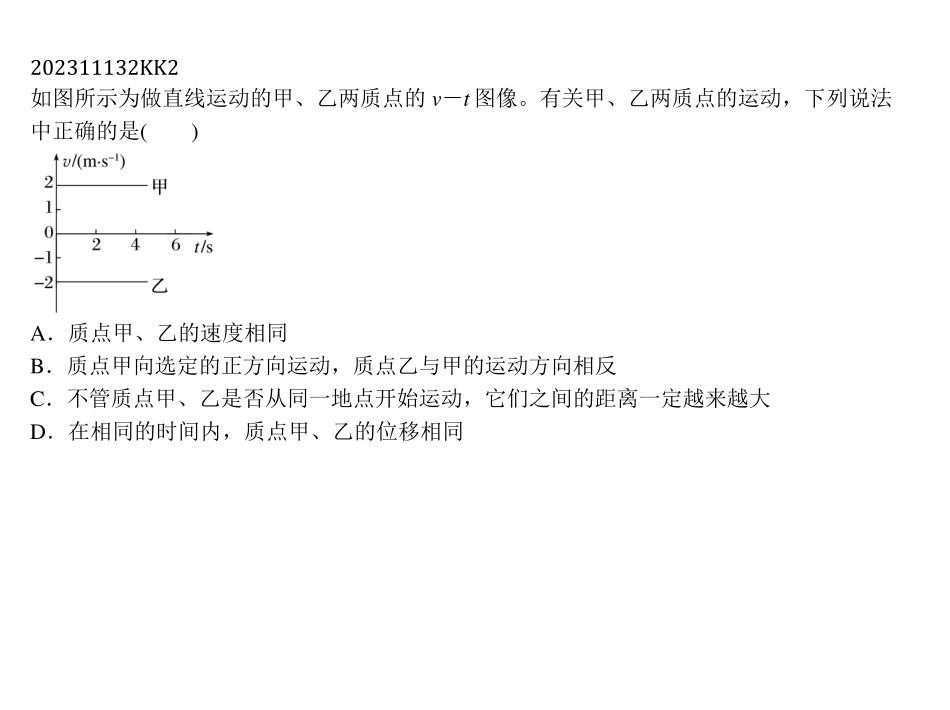 202311132KK2
如图所示为做直线运动的甲、乙两质点的 v－t 图像。有关甲、乙两质点的运动，下列说法
中正确的是(　　)
v/(m·s⁻¹)
2 甲
1
0 2 4 6 t/s
−1
−2 乙
A．质点甲、乙的速度相同
B．质点甲向选定的正方向运动，质点乙与甲的运动方向相反
C．不管质点甲、乙是否从同一地点开始运动，它们之间的距离一定越来越大
D．在相同的时间内，质点甲、乙的位移相同